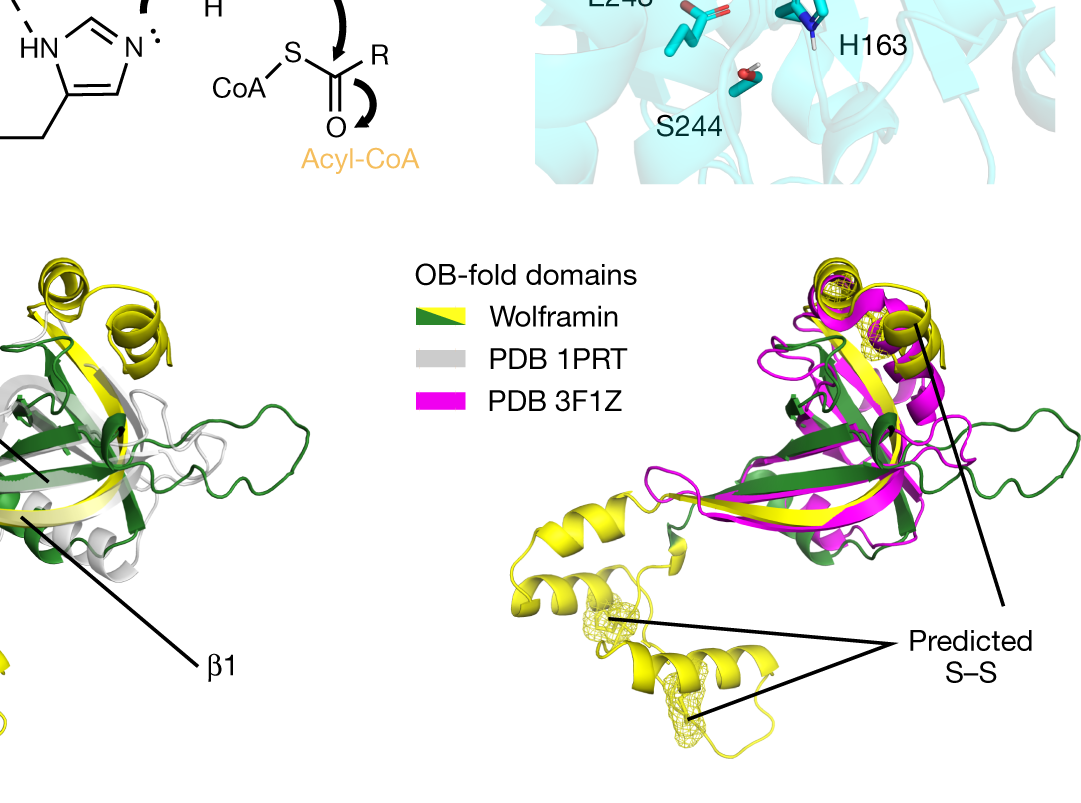 H
HN
N
S
R
CoA
O
Acyl-CoA
H163
S244
OB-fold domains
Wolframin
PDB 1PRT
PDB 3F1Z
β1
Predicted
S–S